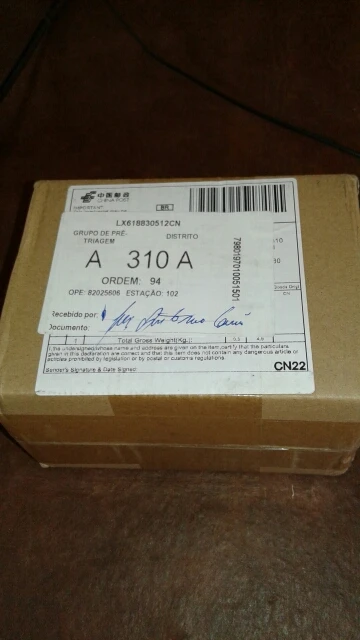 中国邮政
CHINA POST
BR
LX618830512CN
GRUPO DE PRÉ-TRIAGEM
DISTRITO
A 310 A
ORDEM: 94
OPE: 82025606 ESTAÇÃO: 102
7980197010051501
Recebido por:
Documento:
Total Gross Weight(Kg.):
I, the undersigned, whose name and address are given on the item, certify that the particulars
given in this declaration are correct and that this item does not contain any dangerous article or
articles prohibited by legislation or by postal or customs regulations.
Sender's Signature & Date Signed:
CN22